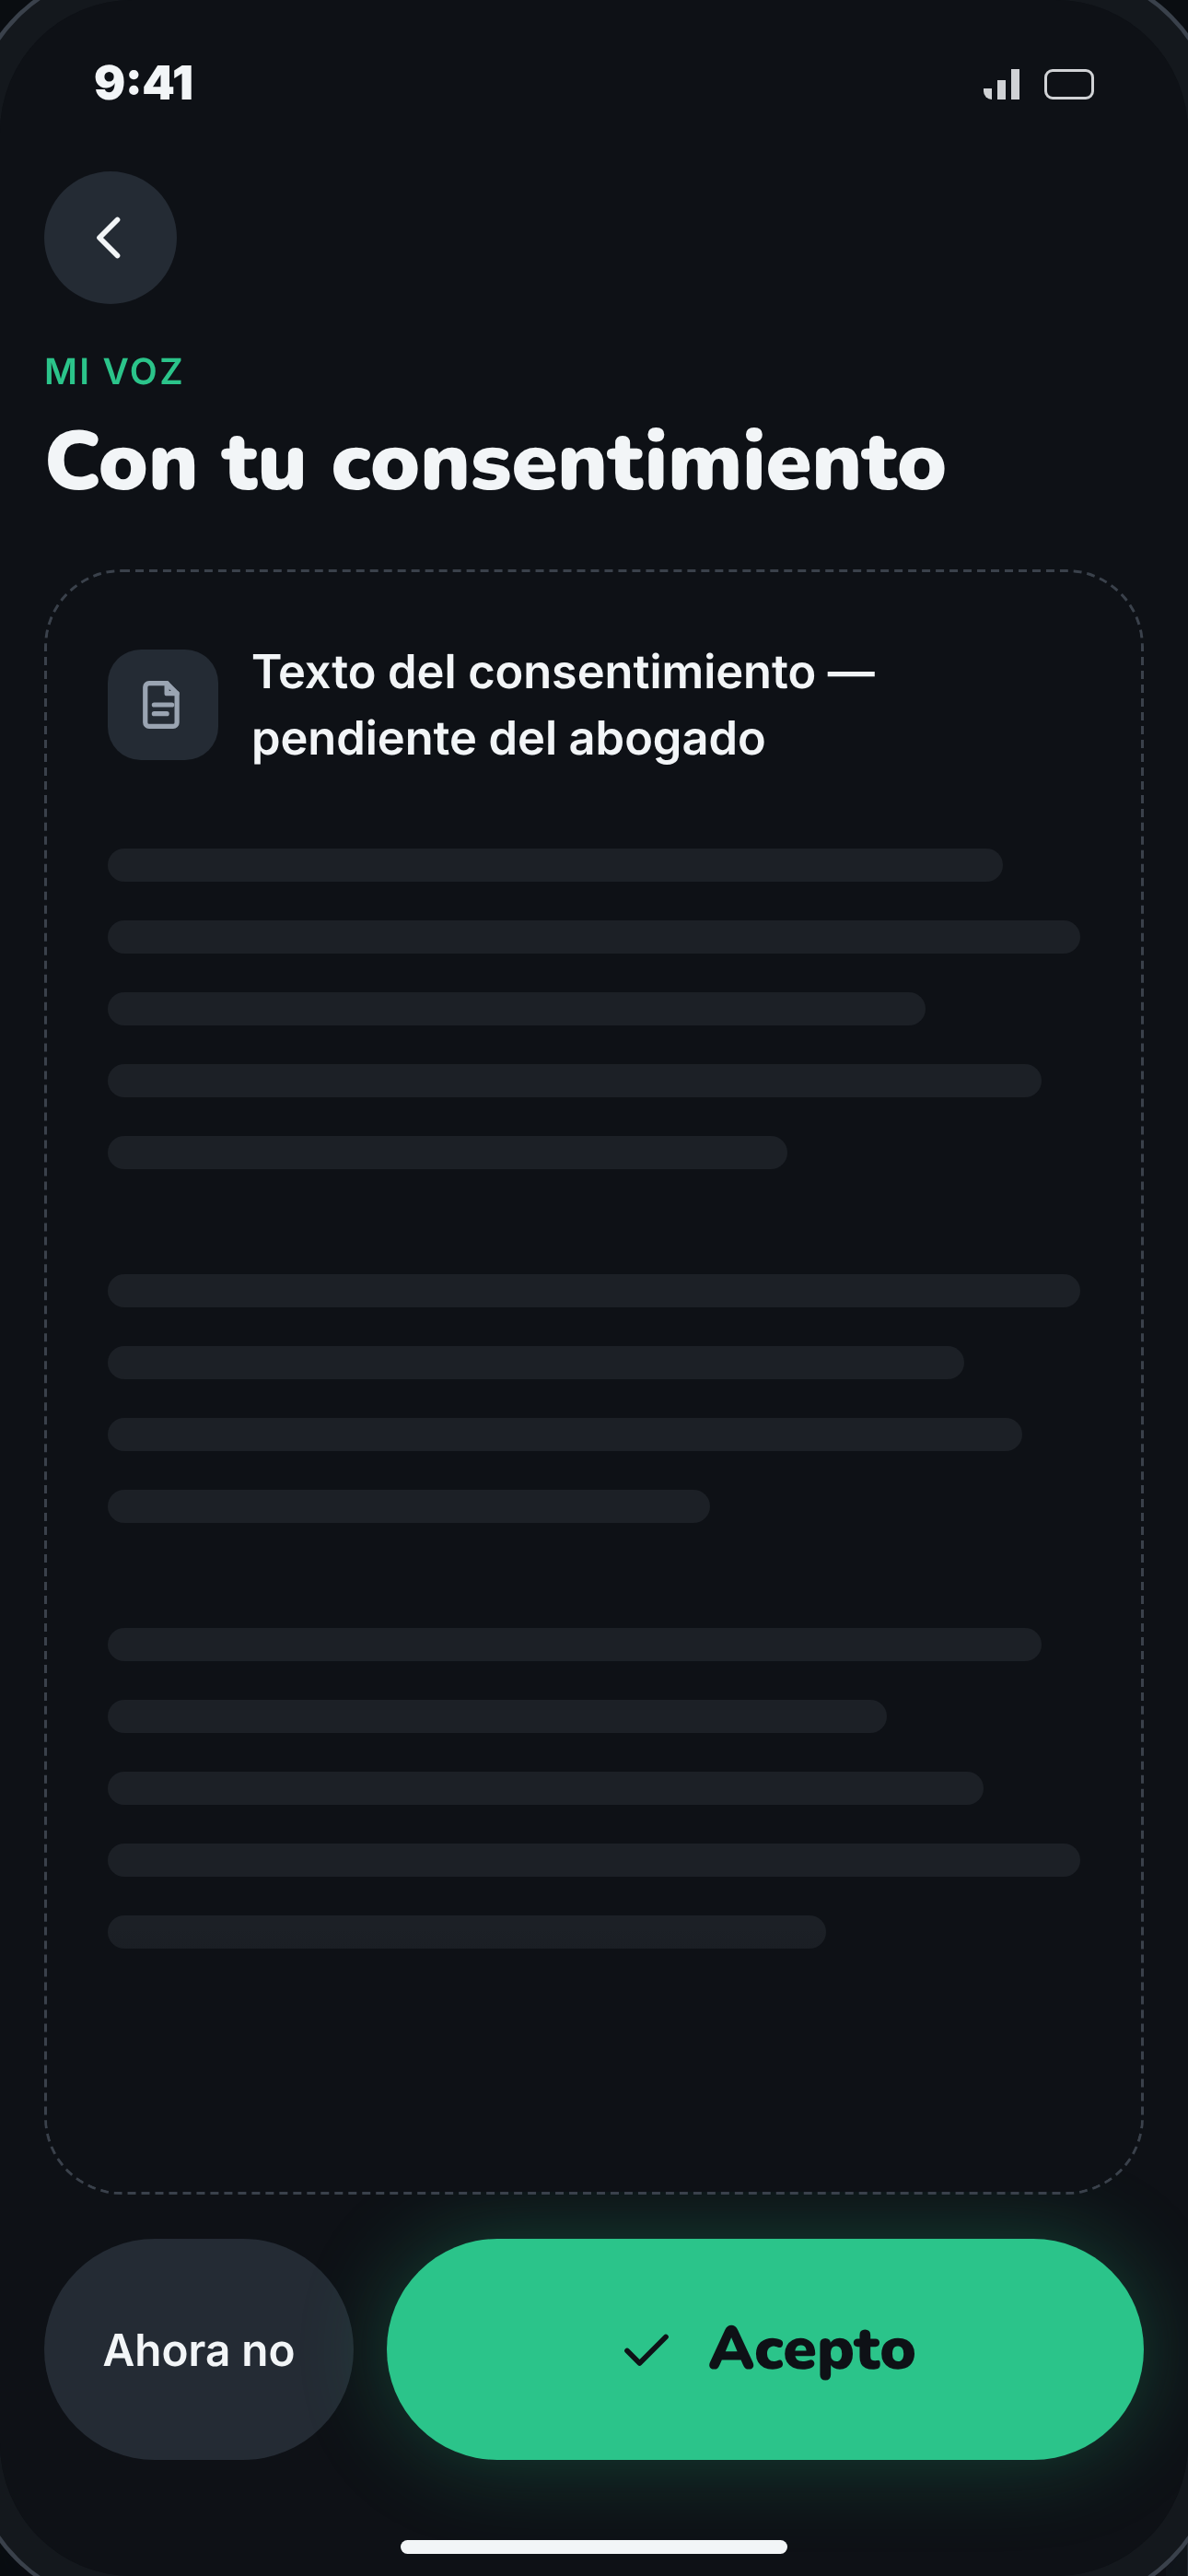 9:41
MI VOZ
Con tu consentimiento
Texto del consentimiento —
pendiente del abogado
Ahora no
Acepto